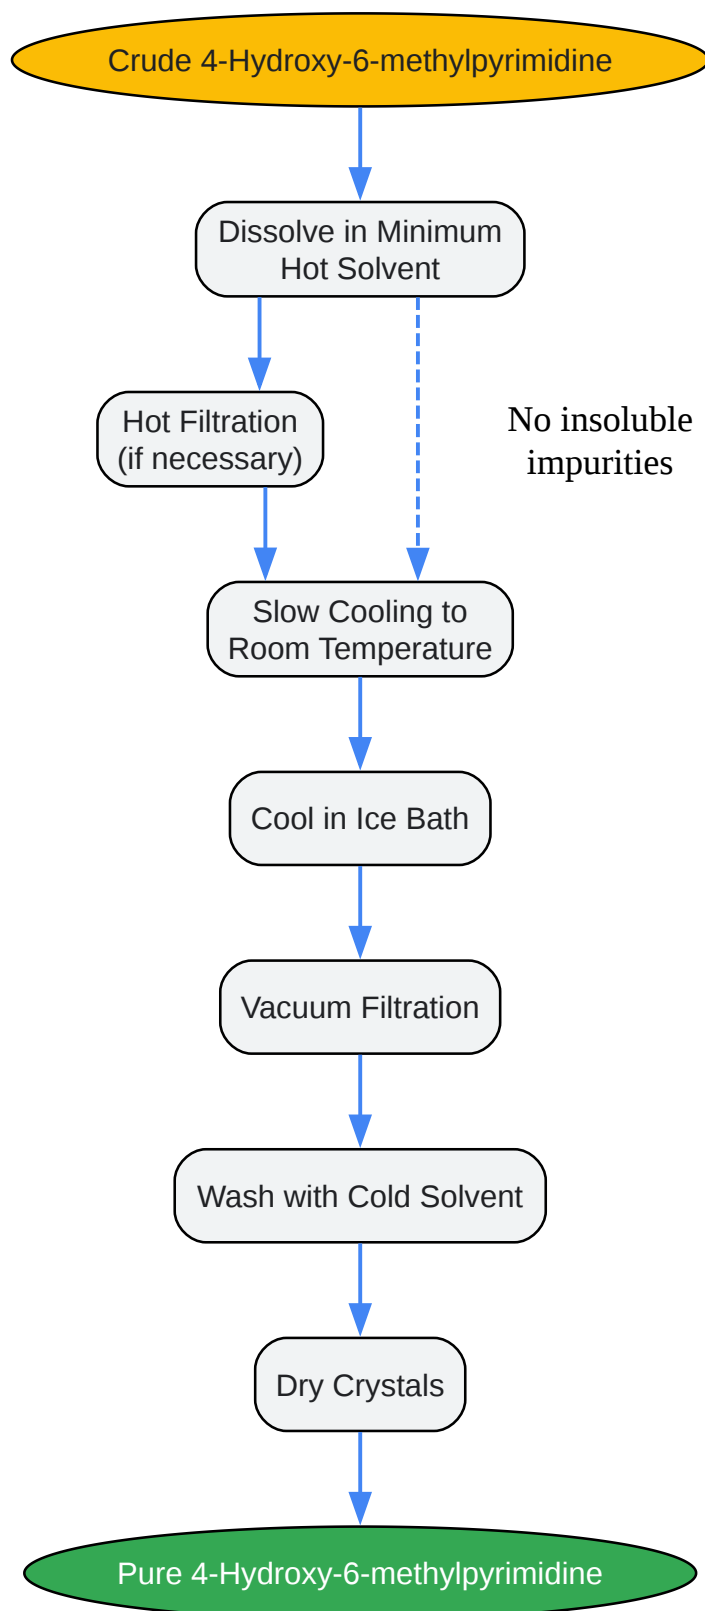 Crude 4-Hydroxy-6-methylpyrimidine
Dissolve in Minimum
Hot Solvent
Hot Filtration
(if necessary)
No insoluble
impurities
Slow Cooling to
Room Temperature
Cool in Ice Bath
Vacuum Filtration
Wash with Cold Solvent
Dry Crystals
Pure 4-Hydroxy-6-methylpyrimidine